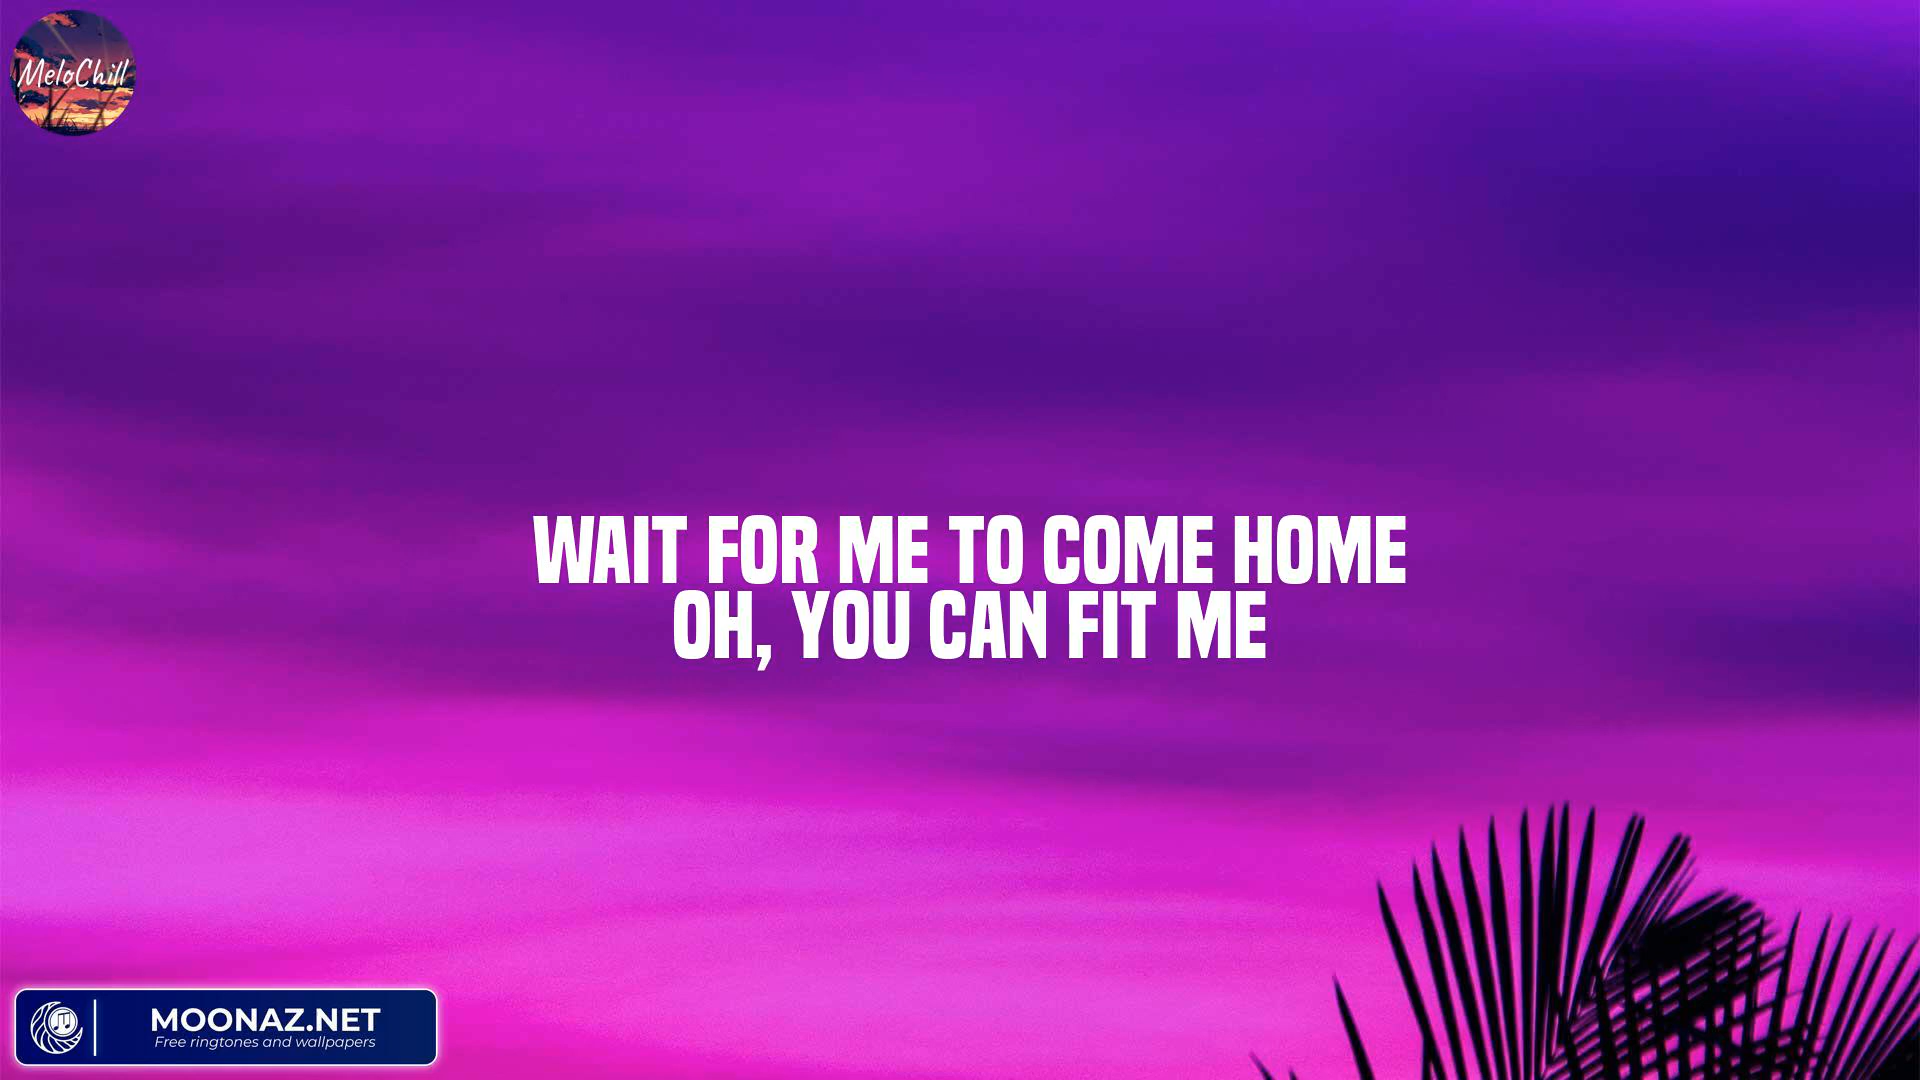 MeloChill
WAIT FOR ME TO COME HOME
OH, YOU CAN FIT ME
MOONAZ.NET
Free ringtones and wallpapers